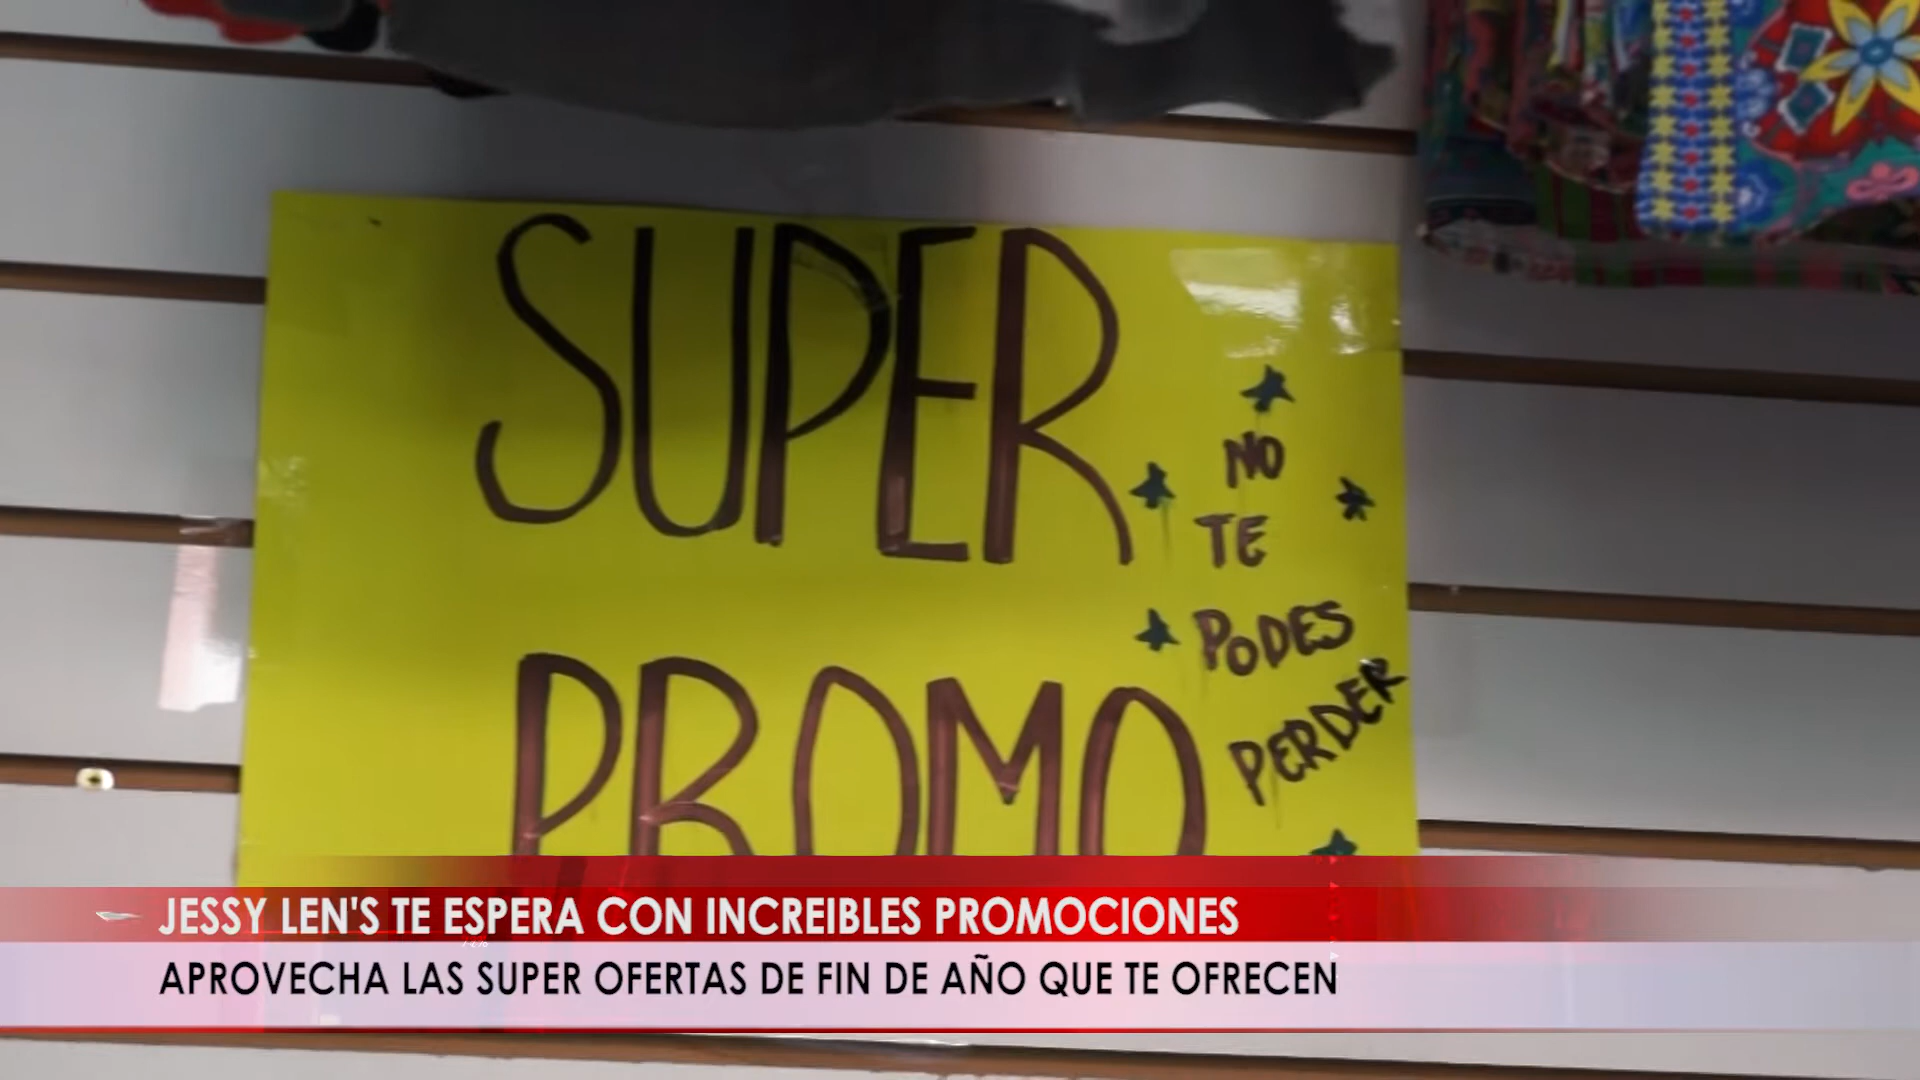 SUPER
NO
TE
PODES
PERDER
PROMO
JESSY LEN'S TE ESPERA CON INCREIBLES PROMOCIONES
APROVECHA LAS SUPER OFERTAS DE FIN DE AÑO QUE TE OFRECEN